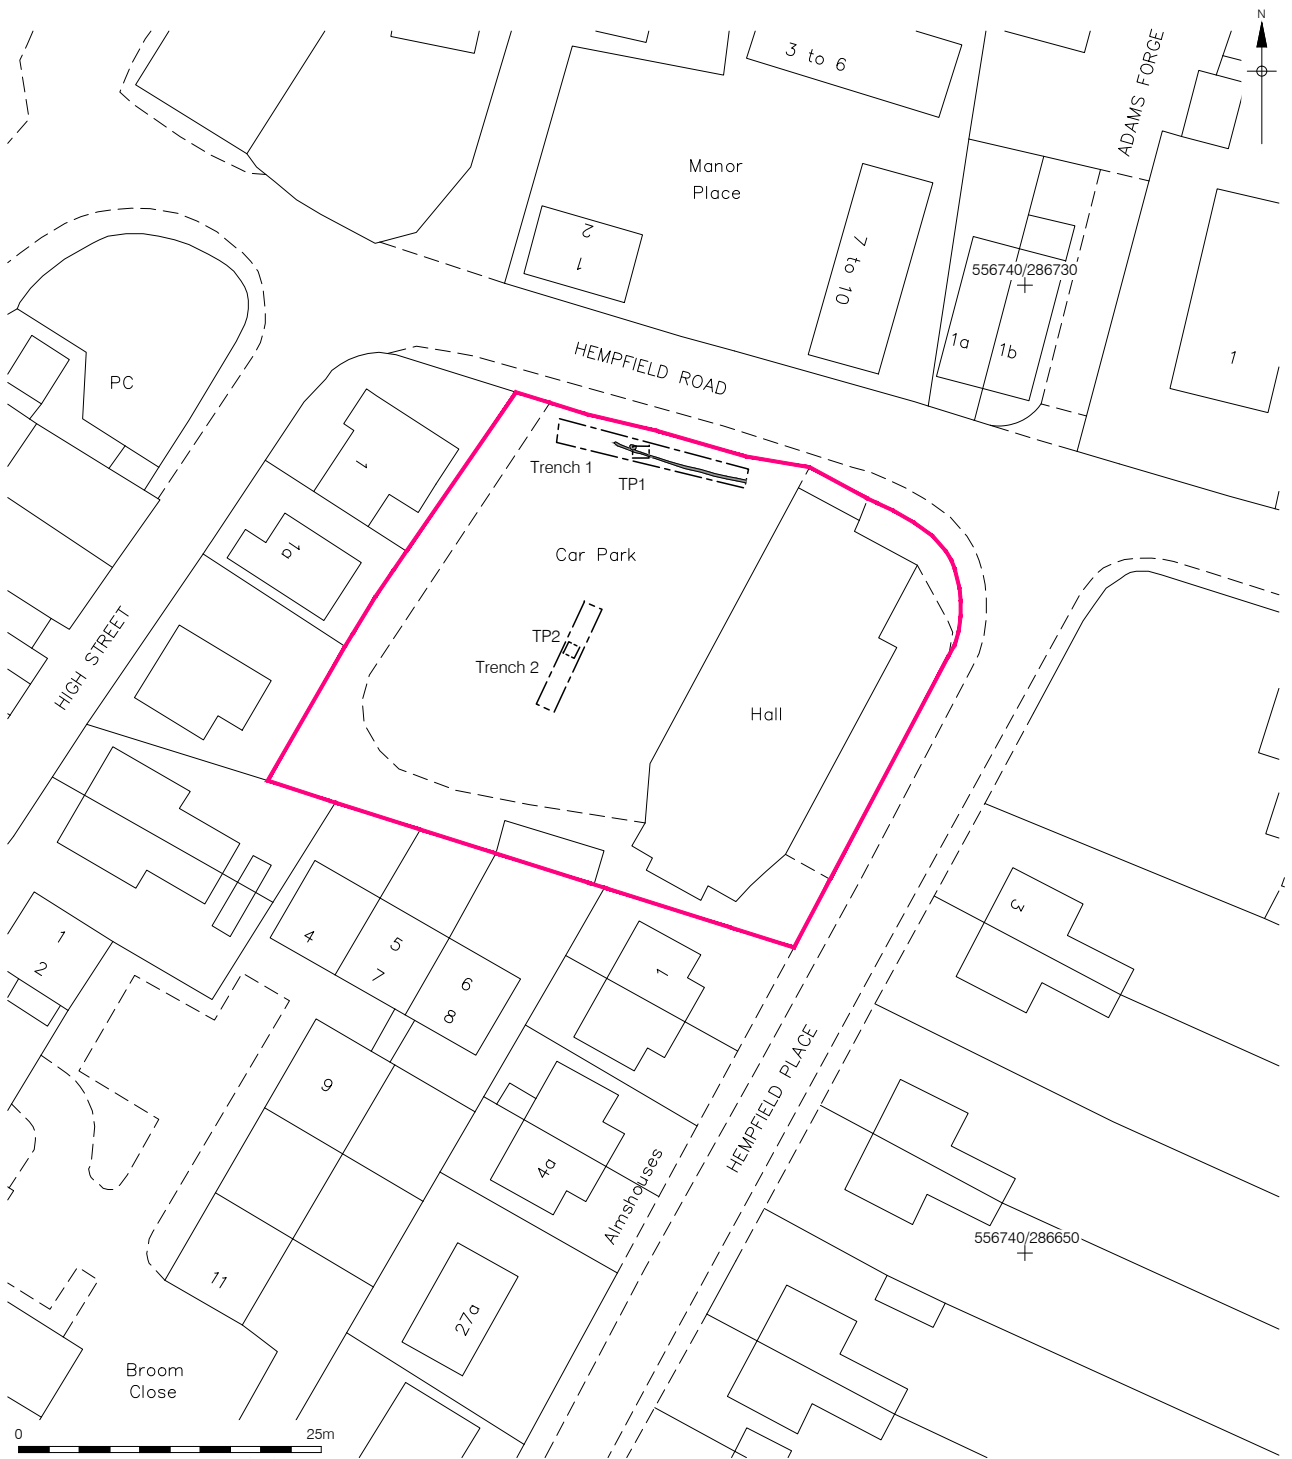 N
3 to 6
ADAMS FORGE
Manor
Place
2
1
7 to 10
556740/286730
1a
1b
1
HEMPFIELD ROAD
PC
1
Trench 1
TP1
1a
Car Park
TP2
Trench 2
HIGH STREET
Hall
3
1
2
4
5
7
6
8
1
9
HEMPFIELD PLACE
4a
Almshouses
556740/286650
11
27a
Broom
Close
0
25m